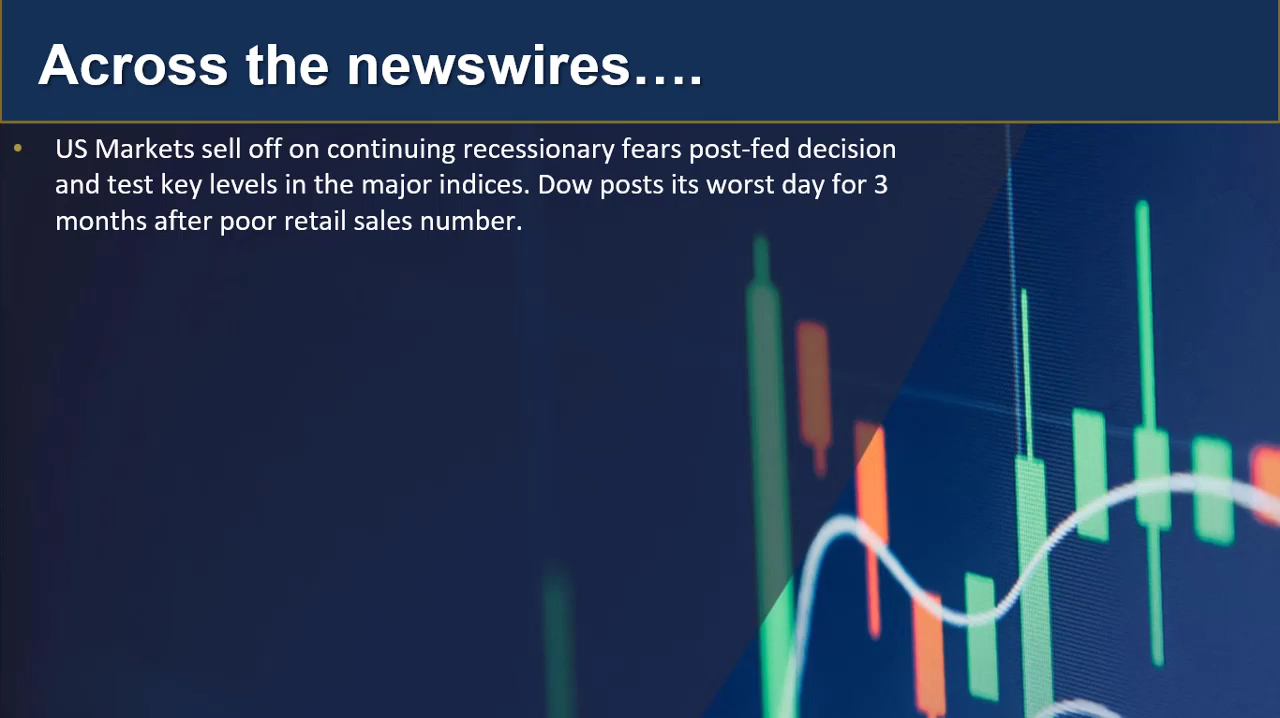 Across the newswires….
• US Markets sell off on continuing recessionary fears post-fed decision
and test key levels in the major indices. Dow posts its worst day for 3
months after poor retail sales number.